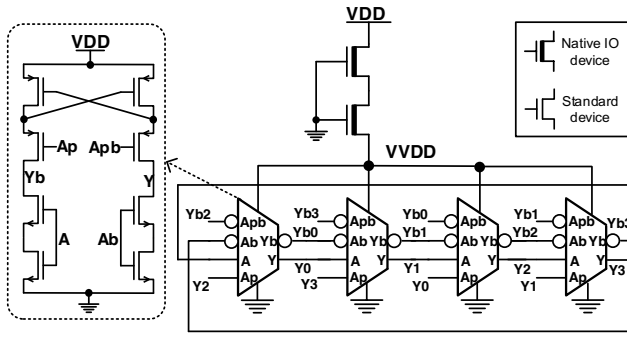 VDD
Ap
Apb
Yb
Y
A
Ab
VDD
Native IO
device
Standard
device
VVDD
Yb2
Apb
Ab
Yb
A
Y
Ap
Y2
Yb3
Yb0
Apb
Ab
Yb
A
Y
Ap
Y0
Y3
Yb0
Yb1
Apb
Ab
Yb
A
Y
Ap
Y1
Y0
Yb1
Yb2
Apb
Ab
Yb
A
Y
Ap
Y2
Y1
Yb3
Y3